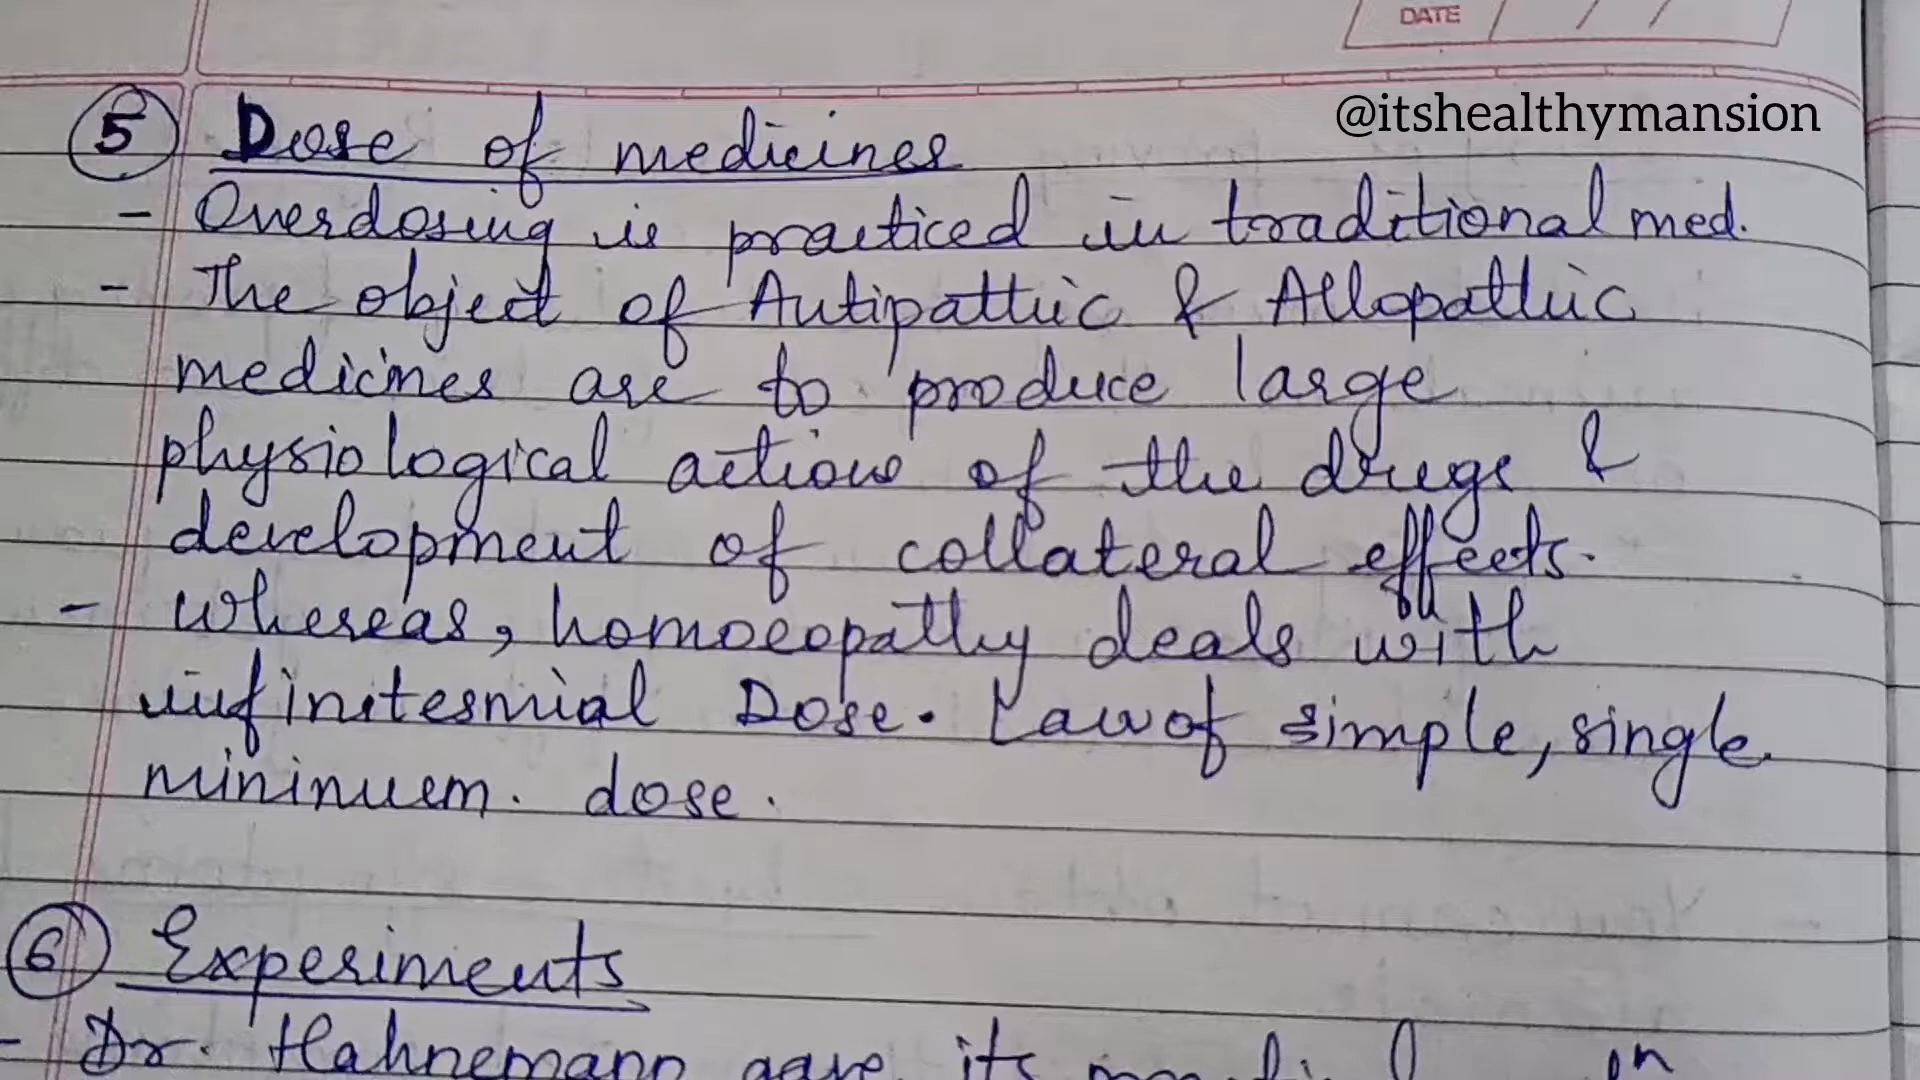 DATE / / /
@itshealthymansion
5 Dose of medicines
- Overdosing is practiced in traditional med.
- The object of Antipathic & Allopathic
medicines are to produce large
physiological actions of the drugs &
development of collateral effects.
- Whereas, homoeopathy deals with
infinitesmial Dose. Law of simple, single
mininuem. dose.
6 Experiments
- Dr. Hahnemann gave its in